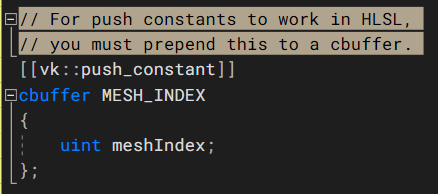 // For push constants to work in HLSL,
// you must prepend this to a cbuffer.
[[vk::push_constant]]
cbuffer MESH_INDEX
{
    uint meshIndex;
};